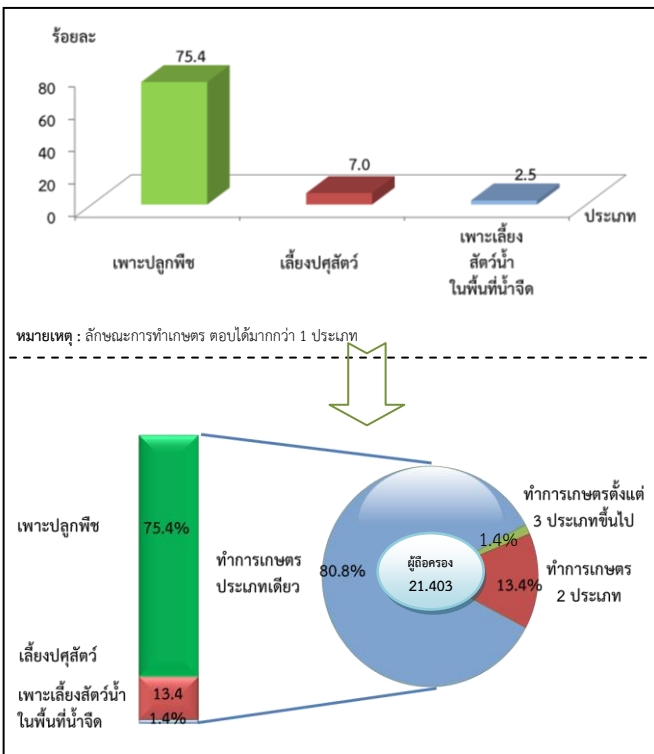 ร้อยละ
75.4
80
60
40
20
0
7.0
2.5
ประเภท
เพาะปลูกพืช
เลี้ยงปศุสัตว์
เพาะเลี้ยง
สัตว์น้ำ
ในพื้นที่น้ำจืด
หมายเหตุ : ลักษณะการทำเกษตร ตอบได้มากกว่า 1 ประเภท
เพาะปลูกพืช
75.4%
เลี้ยงปศุสัตว์
เพาะเลี้ยงสัตว์น้ำ
ในพื้นที่น้ำจืด
13.4
1.4%
ทำการเกษตร
ประเภทเดียว
80.8%
ผู้ถือครอง
21.403
1.4%
ทำการเกษตรตั้งแต่
3 ประเภทขึ้นไป
13.4%
ทำการเกษตร
2 ประเภท